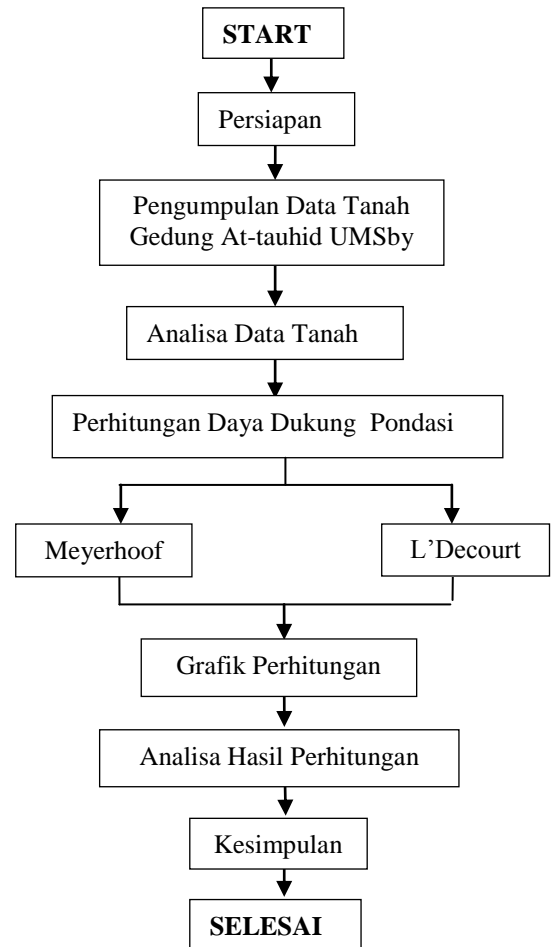 START
Persiapan
Pengumpulan Data Tanah
Gedung At-tauhid UMSby
Analisa Data Tanah
Perhitungan Daya Dukung Pondasi
Meyerhoof
L’Decourt
Grafik Perhitungan
Analisa Hasil Perhitungan
Kesimpulan
SELESAI